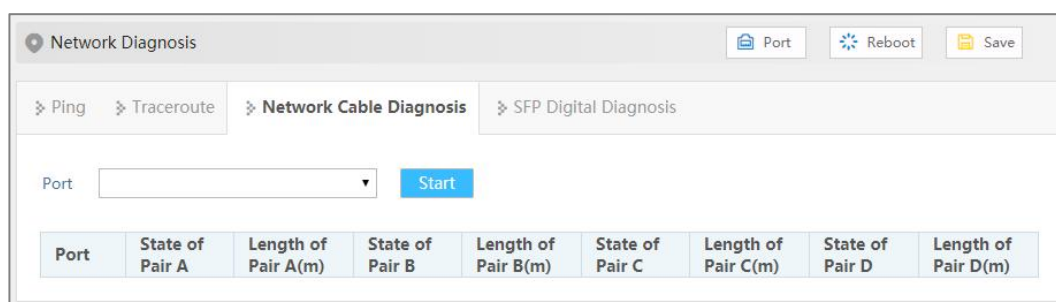 Network Diagnosis
Port
Reboot
Save
Ping
Traceroute
Network Cable Diagnosis
SFP Digital Diagnosis
Port
Start
Port
State of
Pair A
Length of
Pair A(m)
State of
Pair B
Length of
Pair B(m)
State of
Pair C
Length of
Pair C(m)
State of
Pair D
Length of
Pair D(m)